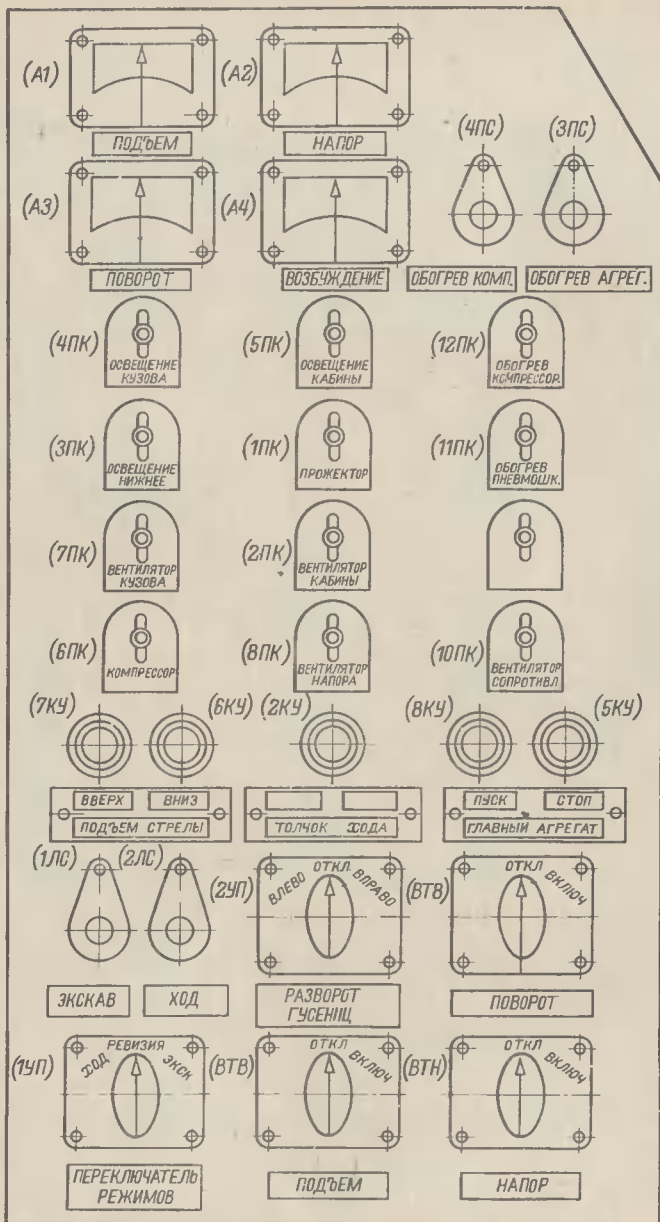 (А1)
(А2)
ПОДЪЕМ
НАПОР
(4ПС)
(3ПС)
(А3)
(А4)
ПОВОРОТ
ВОЗБУЖДЕНИЕ
ОБОГРЕВ КОМП.
ОБОГРЕВ АГРЕГ.
(4ПК)
ОСВЕЩЕНИЕ
КУЗОВА
(5ПК)
ОСВЕЩЕНИЕ
КАБИНЫ
(12ПК)
ОБОГРЕВ
КОМПРЕССОР.
(3ПК)
ОСВЕЩЕНИЕ
НИЖНЕЕ
(1ПК)
ПРОЖЕКТОР
(11ПК)
ОБОГРЕВ
ПНЕВМОШК.
(7ПК)
ВЕНТИЛЯТОР
КУЗОВА
(2ПК)
ВЕНТИЛЯТОР
КАБИНЫ
(6ПК)
КОМПРЕССОР
(8ПК)
ВЕНТИЛЯТОР
НАПОРА
(10ПК)
ВЕНТИЛЯТОР
СОПРОТИВЛ
(7КУ)
(6КУ)
(2КУ)
(8КУ)
(5КУ)
ВВЕРХ
ВНИЗ
ПОДЪЕМ СТРЕЛЫ
ТОЛЧОК ХОДА
ПУСК
СТОП
ГЛАВНЫЙ АГРЕГАТ
(1ЛС)
(2ЛС)
ЭКСКАВ
ХОД
(2УП)
ВЛЕВО
ОТКЛ
ВПРАВО
РАЗВОРОТ
ГУСЕНИЦ
(ВТВ)
ОТКЛ
ВКЛЮЧ
ПОВОРОТ
(1УП)
ХОД
РЕВИЗИЯ
ЭКСК
ПЕРЕКЛЮЧАТЕЛЬ
РЕЖИМОВ
(ВТВ)
ОТКЛ
ВКЛЮЧ
ПОДЪЕМ
(ВТН)
ОТКЛ
ВКЛЮЧ
НАПОР